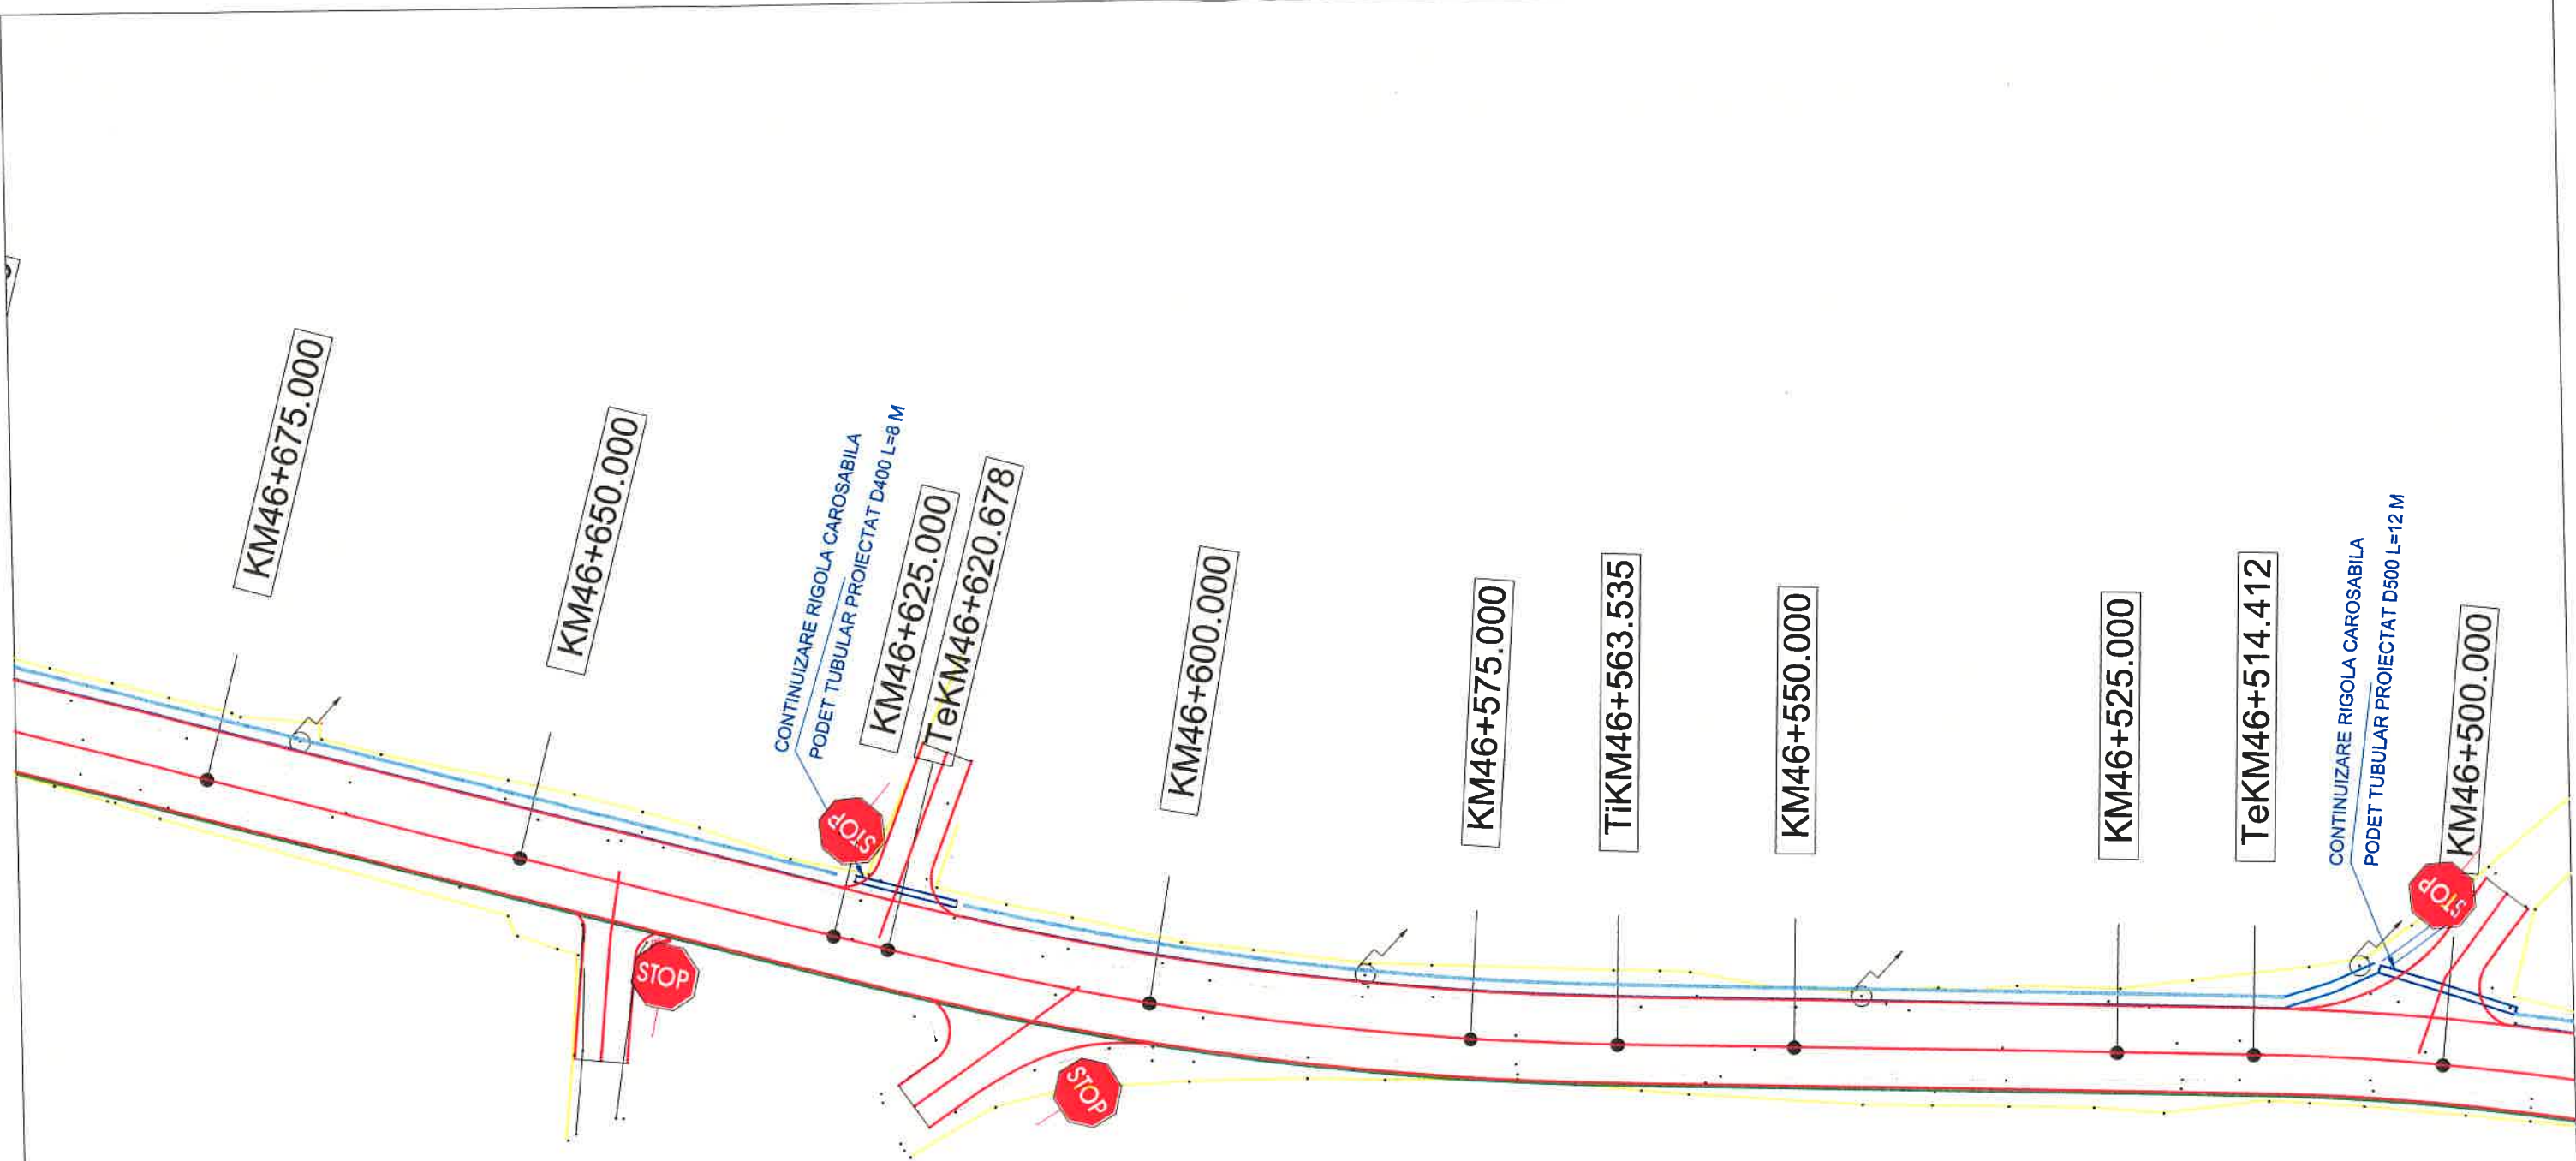 KM46+675.000
KM46+650.000
CONTINUIZARE RIGOLA CAROSABILA
PODET TUBULAR PROIECTAT D400 L=8 M
KM46+625.000
TeKM46+620.678
KM46+600.000
KM46+575.000
TiKM46+563.535
KM46+550.000
KM46+525.000
TeKM46+514.412
CONTINUIZARE RIGOLA CAROSABILA
PODET TUBULAR PROIECTAT D500 L=12 M
KM46+500.000
STOP
STOP
STOP
STOP